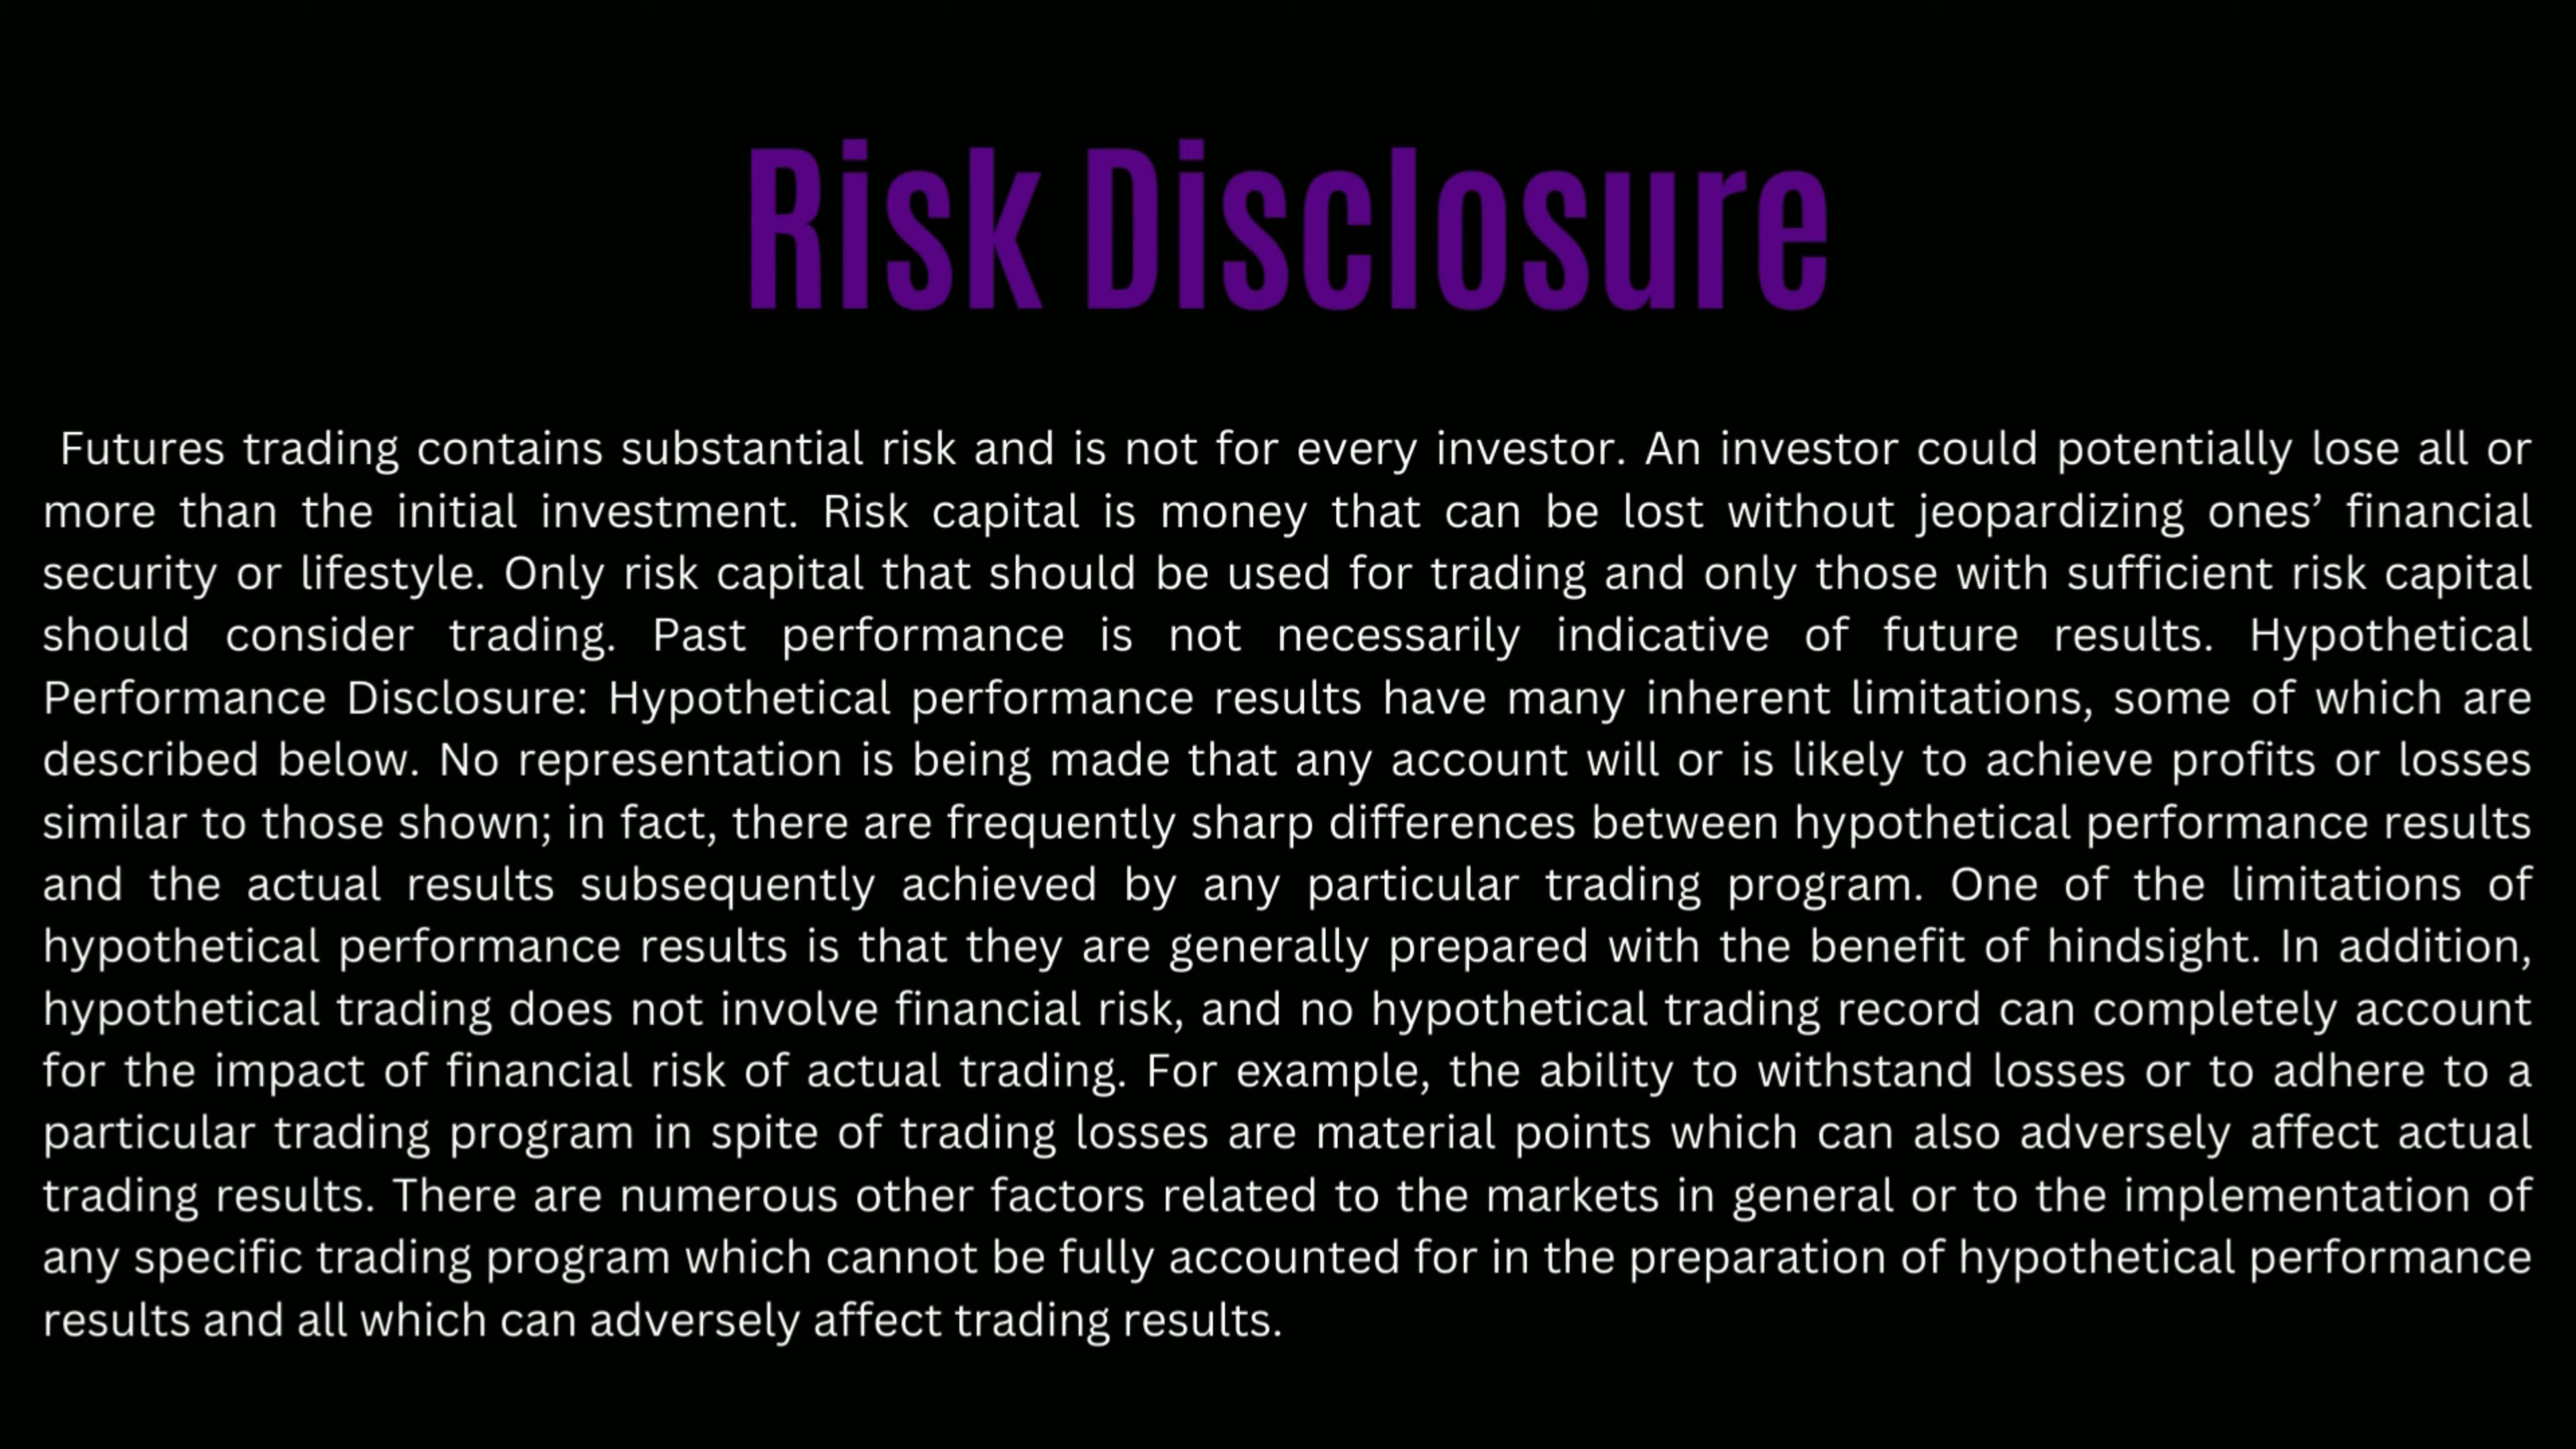 Risk Disclosure
Futures trading contains substantial risk and is not for every investor. An investor could potentially lose all or
more than the initial investment. Risk capital is money that can be lost without jeopardizing ones’ financial
security or lifestyle. Only risk capital that should be used for trading and only those with sufficient risk capital
should consider trading. Past performance is not necessarily indicative of future results. Hypothetical
Performance Disclosure: Hypothetical performance results have many inherent limitations, some of which are
described below. No representation is being made that any account will or is likely to achieve profits or losses
similar to those shown; in fact, there are frequently sharp differences between hypothetical performance results
and the actual results subsequently achieved by any particular trading program. One of the limitations of
hypothetical performance results is that they are generally prepared with the benefit of hindsight. In addition,
hypothetical trading does not involve financial risk, and no hypothetical trading record can completely account
for the impact of financial risk of actual trading. For example, the ability to withstand losses or to adhere to a
particular trading program in spite of trading losses are material points which can also adversely affect actual
trading results. There are numerous other factors related to the markets in general or to the implementation of
any specific trading program which cannot be fully accounted for in the preparation of hypothetical performance
results and all which can adversely affect trading results.